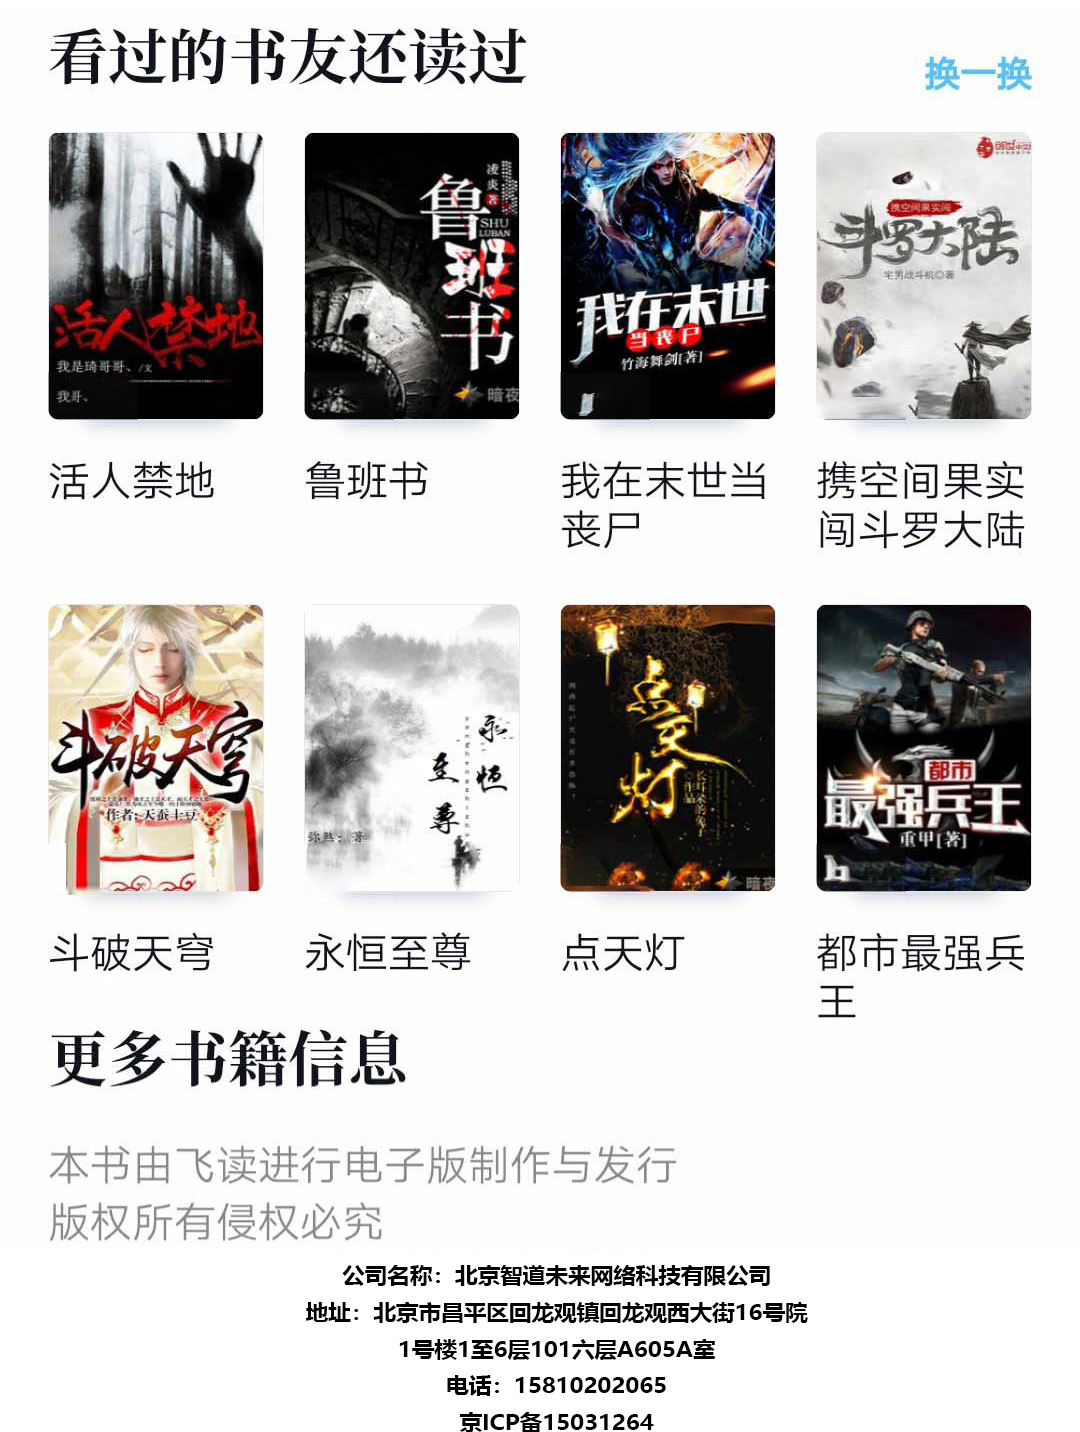 看过的书友还读过
换一换
活人禁地
我是琦哥哥、/文
我哥、
凌炎著
鲁
SHU
LUBAN
班
书
暗夜
我在末世
当丧尸
竹海舞剑[著]
携空间果实闯
斗罗大陆
宅男战斗机◎著
活人禁地
鲁班书
我在末世当
丧尸
携空间果实
闯斗罗大陆
斗破天穹
作者:天蚕土豆
永恒
至尊
弥煞:著
点天灯
长耳朵的兔子
作品
暗夜
都市
最强兵王
重甲[著]
斗破天穹
永恒至尊
点天灯
都市最强兵
王
更多书籍信息
本书由飞读进行电子版制作与发行
版权所有侵权必究
公司名称：北京智道未来网络科技有限公司
地址：北京市昌平区回龙观镇回龙观西大街16号院
1号楼1至6层101六层A605A室
电话：15810202065
京ICP备15031264